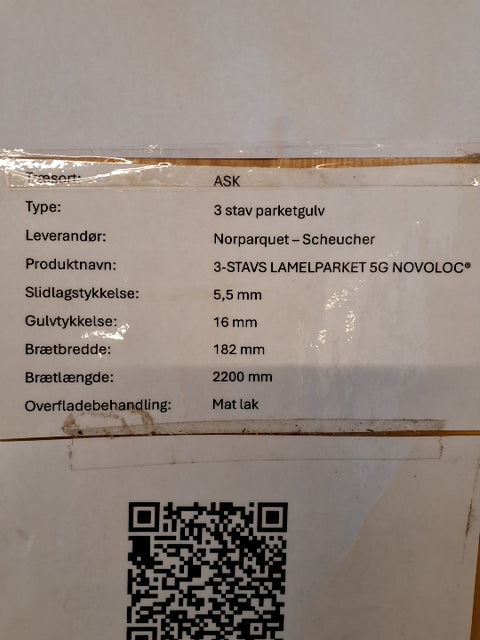 Træsort: ASK
Type: 3 stav parketgulv
Leverandør: Norparquet – Scheucher
Produktnavn: 3-STAVS LAMELPARKET 5G NOVOLOC®
Slidlagstykkelse: 5,5 mm
Gulvtykkelse: 16 mm
Brætbredde: 182 mm
Brætlængde: 2200 mm
Overfladebehandling: Mat lak